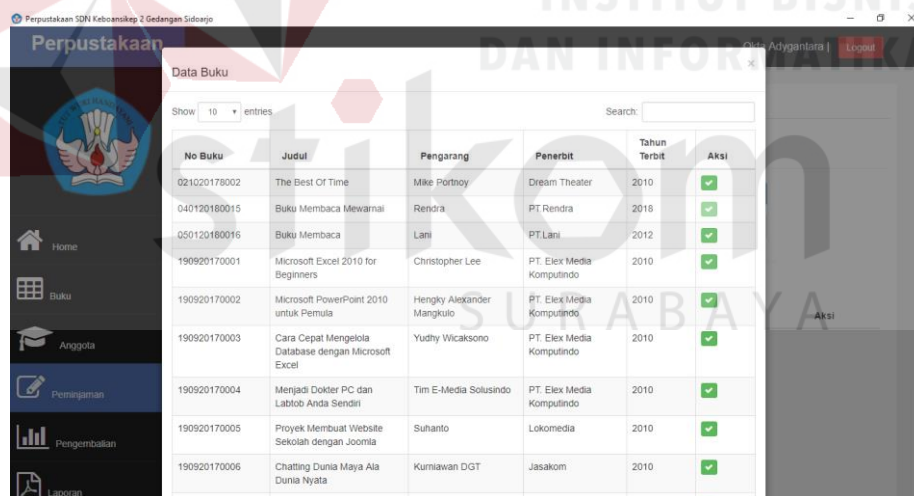 Perpustakaan SDN Keboansikep 2 Gedangan Sidoarjo
INSTITUT BISNIS
DAN INFORMATIKA
stikom
SURABAYA
Perpustakaan
Okta Adygantara | Logout
Home
Buku
Anggota
Peminjaman
Pengembalian
Laporan
Data Buku
×
Show 10 entries
Search:
No Buku Judul Pengarang Penerbit Tahun Terbit Aksi
021020178002 The Best Of Time Mike Portnoy Dream Theater 2010
040120180015 Buku Membaca Mewarnai Rendra PT.Rendra 2018
050120180016 Buku Membaca Lani PT.Lani 2012
190920170001 Microsoft Excel 2010 for Beginners Christopher Lee PT. Elex Media Komputindo 2010
190920170002 Microsoft PowerPoint 2010 untuk Pemula Hengky Alexander Mangkulo PT. Elex Media Komputindo 2010
190920170003 Cara Cepat Mengelola Database dengan Microsoft Excel Yudhy Wicaksono PT. Elex Media Komputindo 2010
190920170004 Menjadi Dokter PC dan Labtob Anda Sendiri Tim E-Media Solusindo PT. Elex Media Komputindo 2010
190920170005 Proyek Membuat Website Sekolah dengan Joomla Suhanto Lokomedia 2010
190920170006 Chatting Dunia Maya Ala Dunia Nyata Kurniawan DGT Jasakom 2010
Aksi